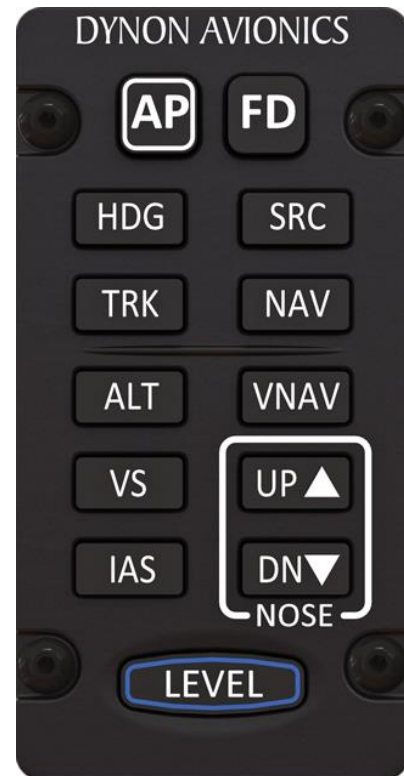 DYNON AVIONICS
AP FD
HDG SRC
TRK NAV
ALT VNAV
VS UP
IAS DN
NOSE
LEVEL